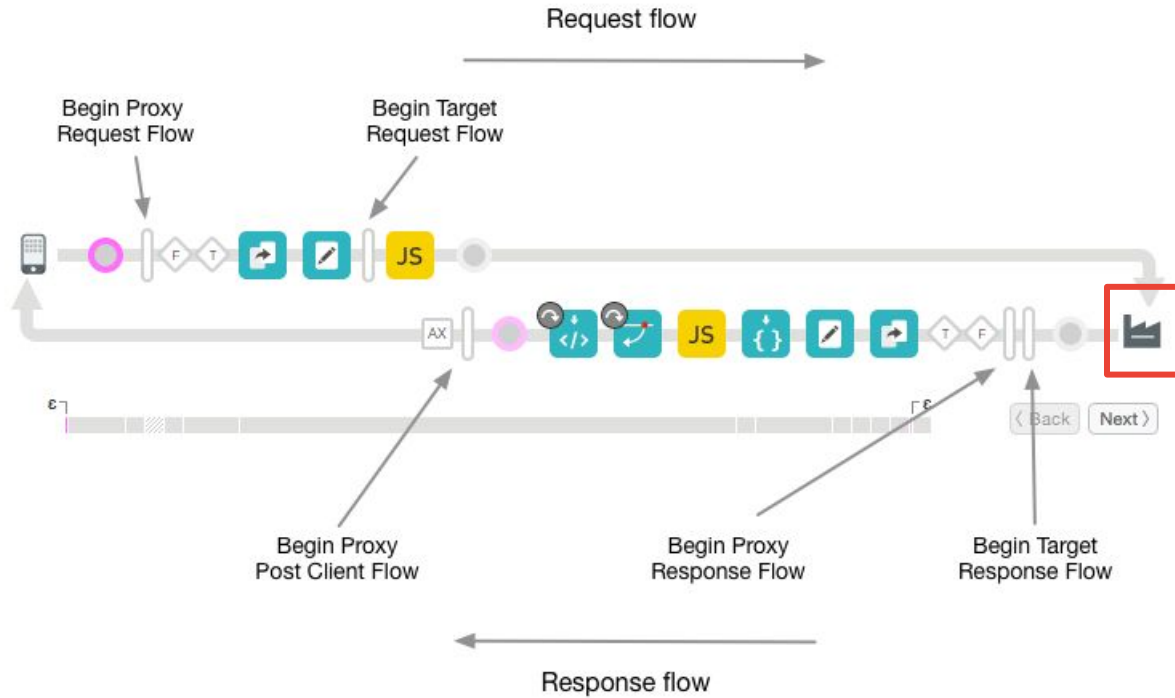 Request flow
Begin Proxy
Request Flow
Begin Target
Request Flow
F
T
JS
AX
</>
JS
{ }
T
F
ε
ε
Back
Next
Begin Proxy
Post Client Flow
Begin Proxy
Response Flow
Begin Target
Response Flow
Response flow